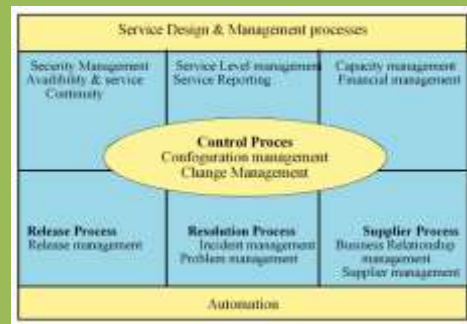 Service Design & Management processes
Security Management
Availibility & service
Continuity
Service Level management
Service Reporting
Capacity management
Financial management
Control Proces
Confoguration management
Change Management
Release Process
Release management
Resolution Process
Incident management
Problem management
Supplier Process
Business Relationship
management
Supplier management
Automation